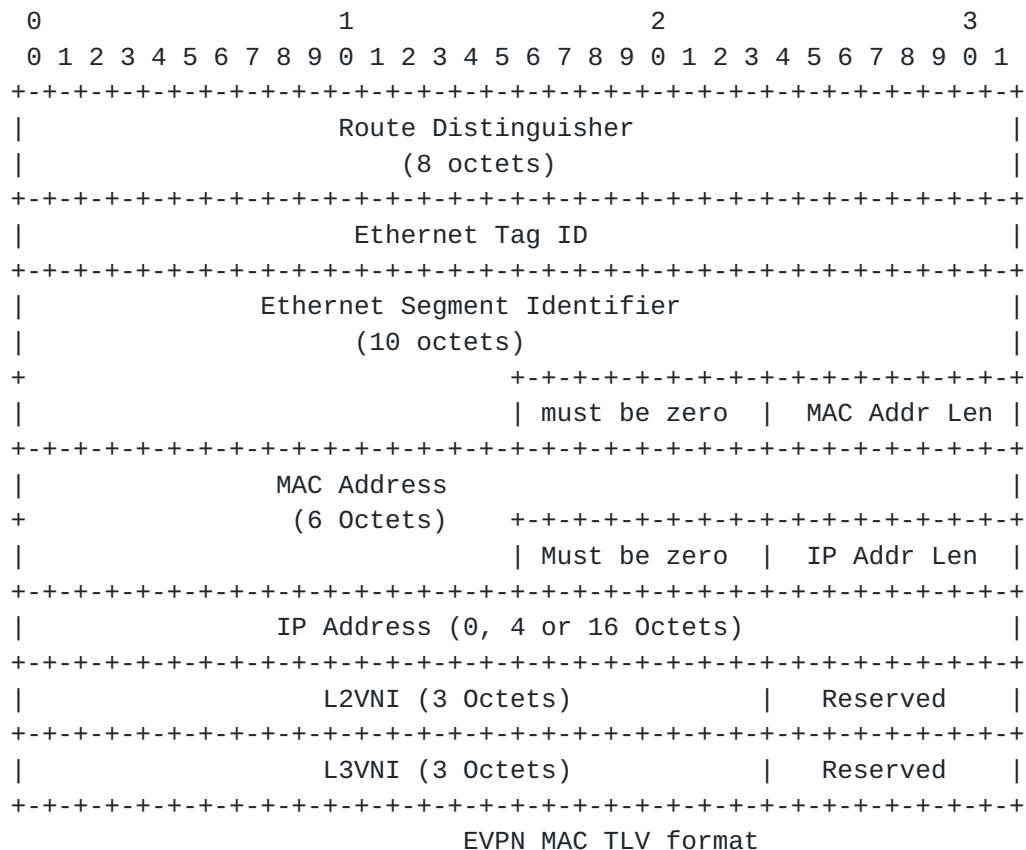 0                   1                   2                   3
 0 1 2 3 4 5 6 7 8 9 0 1 2 3 4 5 6 7 8 9 0 1 2 3 4 5 6 7 8 9 0 1
+-+-+-+-+-+-+-+-+-+-+-+-+-+-+-+-+-+-+-+-+-+-+-+-+-+-+-+-+-+-+-+-+
|                    Route Distinguisher                        |
|                        (8 octets)                             |
+-+-+-+-+-+-+-+-+-+-+-+-+-+-+-+-+-+-+-+-+-+-+-+-+-+-+-+-+-+-+-+-+
|                     Ethernet Tag ID                           |
+-+-+-+-+-+-+-+-+-+-+-+-+-+-+-+-+-+-+-+-+-+-+-+-+-+-+-+-+-+-+-+-+
|               Ethernet Segment Identifier                     |
|                     (10 octets)                               |
+                               +-+-+-+-+-+-+-+-+-+-+-+-+-+-+-+-+
|                               | must be zero  |  MAC Addr Len |
+-+-+-+-+-+-+-+-+-+-+-+-+-+-+-+-+-+-+-+-+-+-+-+-+-+-+-+-+-+-+-+-+
|                MAC Address                                    |
+                 (6 Octets)    +-+-+-+-+-+-+-+-+-+-+-+-+-+-+-+-+
|                               | Must be zero  |  IP Addr Len  |
+-+-+-+-+-+-+-+-+-+-+-+-+-+-+-+-+-+-+-+-+-+-+-+-+-+-+-+-+-+-+-+-+
|                IP Address (0, 4 or 16 Octets)                 |
+-+-+-+-+-+-+-+-+-+-+-+-+-+-+-+-+-+-+-+-+-+-+-+-+-+-+-+-+-+-+-+-+
|                   L2VNI (3 Octets)            |   Reserved    |
+-+-+-+-+-+-+-+-+-+-+-+-+-+-+-+-+-+-+-+-+-+-+-+-+-+-+-+-+-+-+-+-+
|                   L3VNI (3 Octets)            |   Reserved    |
+-+-+-+-+-+-+-+-+-+-+-+-+-+-+-+-+-+-+-+-+-+-+-+-+-+-+-+-+-+-+-+-+
                            EVPN MAC TLV format